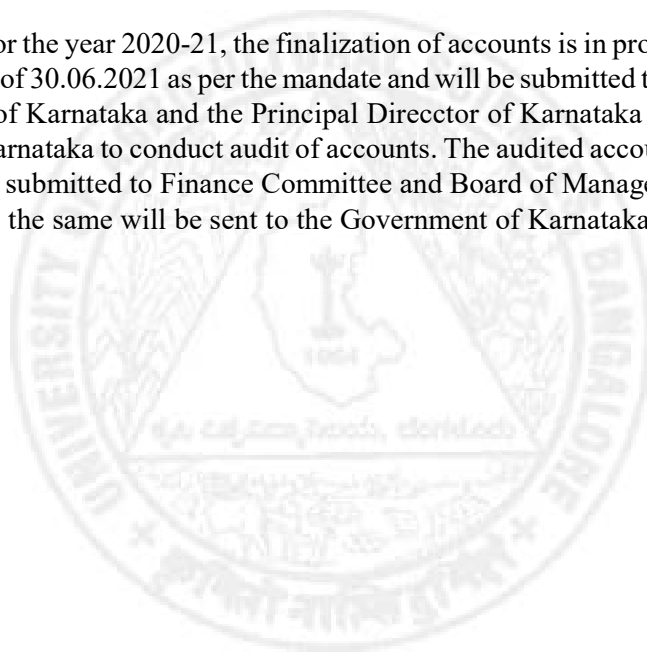 or the year 2020-21, the finalization of accounts is in pro
of 30.06.2021 as per the mandate and will be submitted t
of Karnataka and the Principal Direcctor of Karnataka
arnataka to conduct audit of accounts. The audited accou
submitted to Finance Committee and Board of Manage
the same will be sent to the Government of Karnataka
UNIVERSITY
BANGALORE
1964